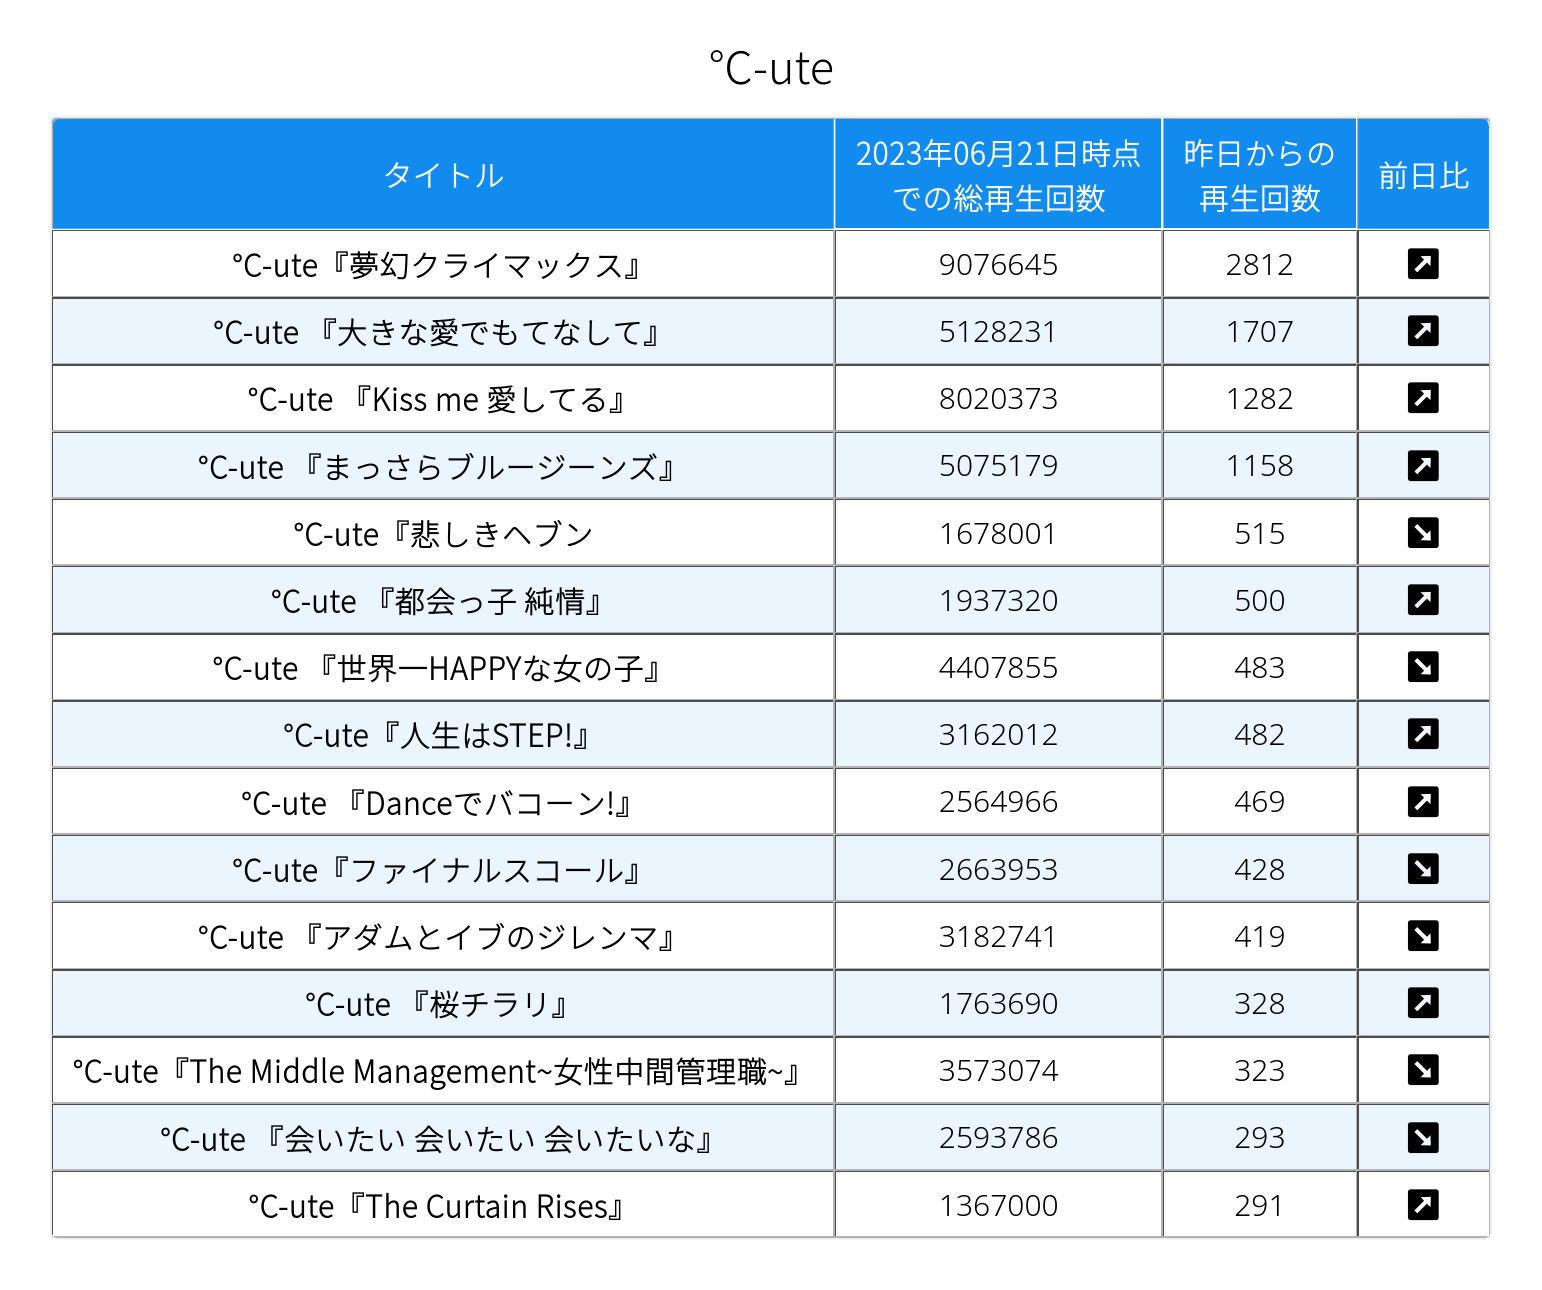 ℃-ute
タイトル
2023年06月21日時点
での総再生回数
昨日からの
再生回数
前日比
℃-ute『夢幻クライマックス』 9076645 2812
℃-ute 『大きな愛でもてなして』 5128231 1707
℃-ute 『Kiss me 愛してる』 8020373 1282
℃-ute 『まっさらブルージーンズ』 5075179 1158
℃-ute『悲しきヘブン 1678001 515
℃-ute 『都会っ子 純情』 1937320 500
℃-ute 『世界一HAPPYな女の子』 4407855 483
℃-ute『人生はSTEP!』 3162012 482
℃-ute 『Danceでバコーン!』 2564966 469
℃-ute『ファイナルスコール』 2663953 428
℃-ute 『アダムとイブのジレンマ』 3182741 419
℃-ute 『桜チラリ』 1763690 328
℃-ute『The Middle Management~女性中間管理職~』 3573074 323
℃-ute 『会いたい 会いたい 会いたいな』 2593786 293
℃-ute『The Curtain Rises』 1367000 291